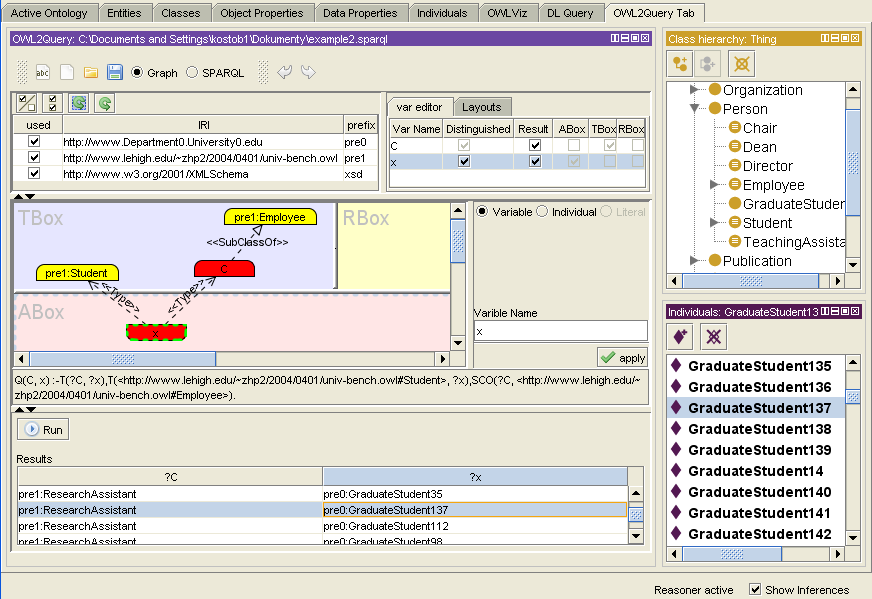 Active Ontology Entities Classes Object Properties Data Properties Individuals OWLViz DL Query OWL2Query Tab
OWL2Query: C:\Documents and Settings\kostob1\Dokumenty\example2.sparql
abc Graph SPARQL
used IRI prefix
http://www.Department0.University0.edu pre0
http://www.lehigh.edu/~zhp2/2004/0401/univ-bench.owl pre1
http://www.w3.org/2001/XMLSchema xsd
var editor Layouts
Var Name Distinguished Result ABox TBox RBox
C
x
TBox
pre1:Employee
<<SubClassOf>>
pre1:Student
C
<<Type>>
<<Type>>
RBox
ABox
x
Variable Individual Literal
Varible Name
x
apply
Q(C, x) :-T(?C, ?x),T(<http://www.lehigh.edu/~zhp2/2004/0401/univ-bench.owl#Student>, ?x),SCO(?C, <http://www.lehigh.edu/~
zhp2/2004/0401/univ-bench.owl#Employee>).
Run
Results
?C ?x
pre1:ResearchAssistant pre0:GraduateStudent35
pre1:ResearchAssistant pre0:GraduateStudent137
pre1:ResearchAssistant pre0:GraduateStudent112
pre1:ResearchAssistant pre0:GraduateStudent98
Class hierarchy: Thing
Organization
Person
Chair
Dean
Director
Employee
GraduateStuder
Student
TeachingAssista
Publication
Individuals: GraduateStudent13
GraduateStudent135
GraduateStudent136
GraduateStudent137
GraduateStudent138
GraduateStudent139
GraduateStudent14
GraduateStudent140
GraduateStudent141
GraduateStudent142
Reasoner active Show Inferences